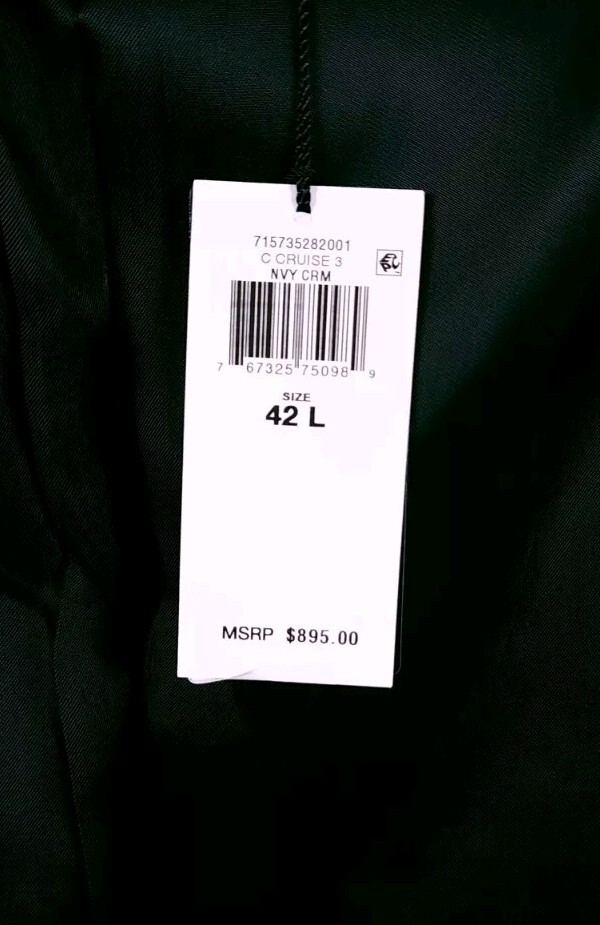 715735282001
C CRUISE 3
NVY CRM
7 67325 75098 9
SIZE
42 L
MSRP $895.00